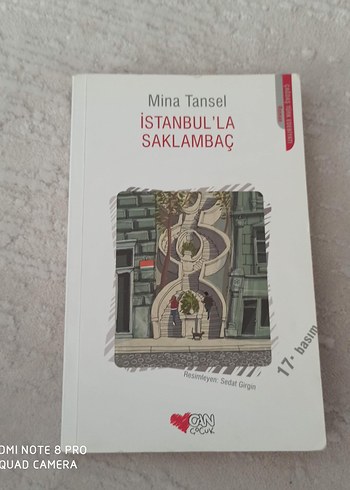 Mina Tansel
İSTANBUL'LA
SAKLAMBAÇ
Resimleyen: Sedat Girgin
17. basım
CAN
ÇOCUK
OMI NOTE 8 PRO
QUAD CAMERA